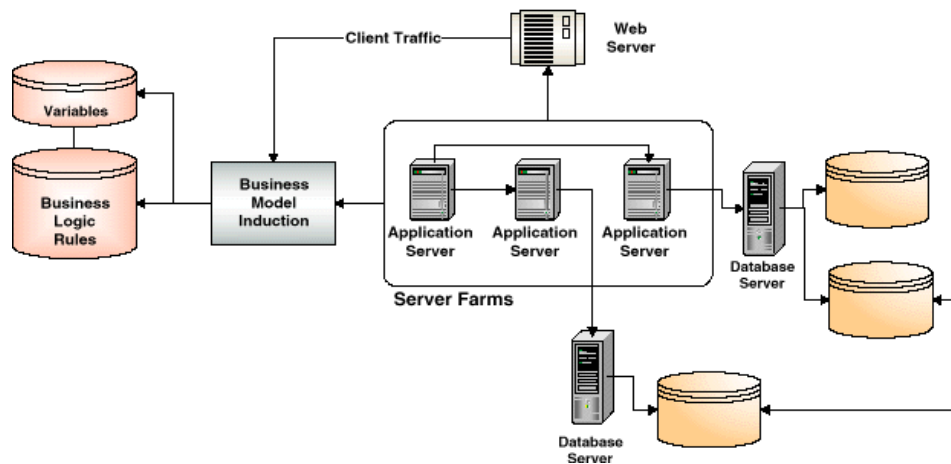 Client Traffic
Web
Server
Variables
Business
Logic
Rules
Business
Model
Induction
Application
Server
Application
Server
Application
Server
Server Farms
Database
Server
Database
Server